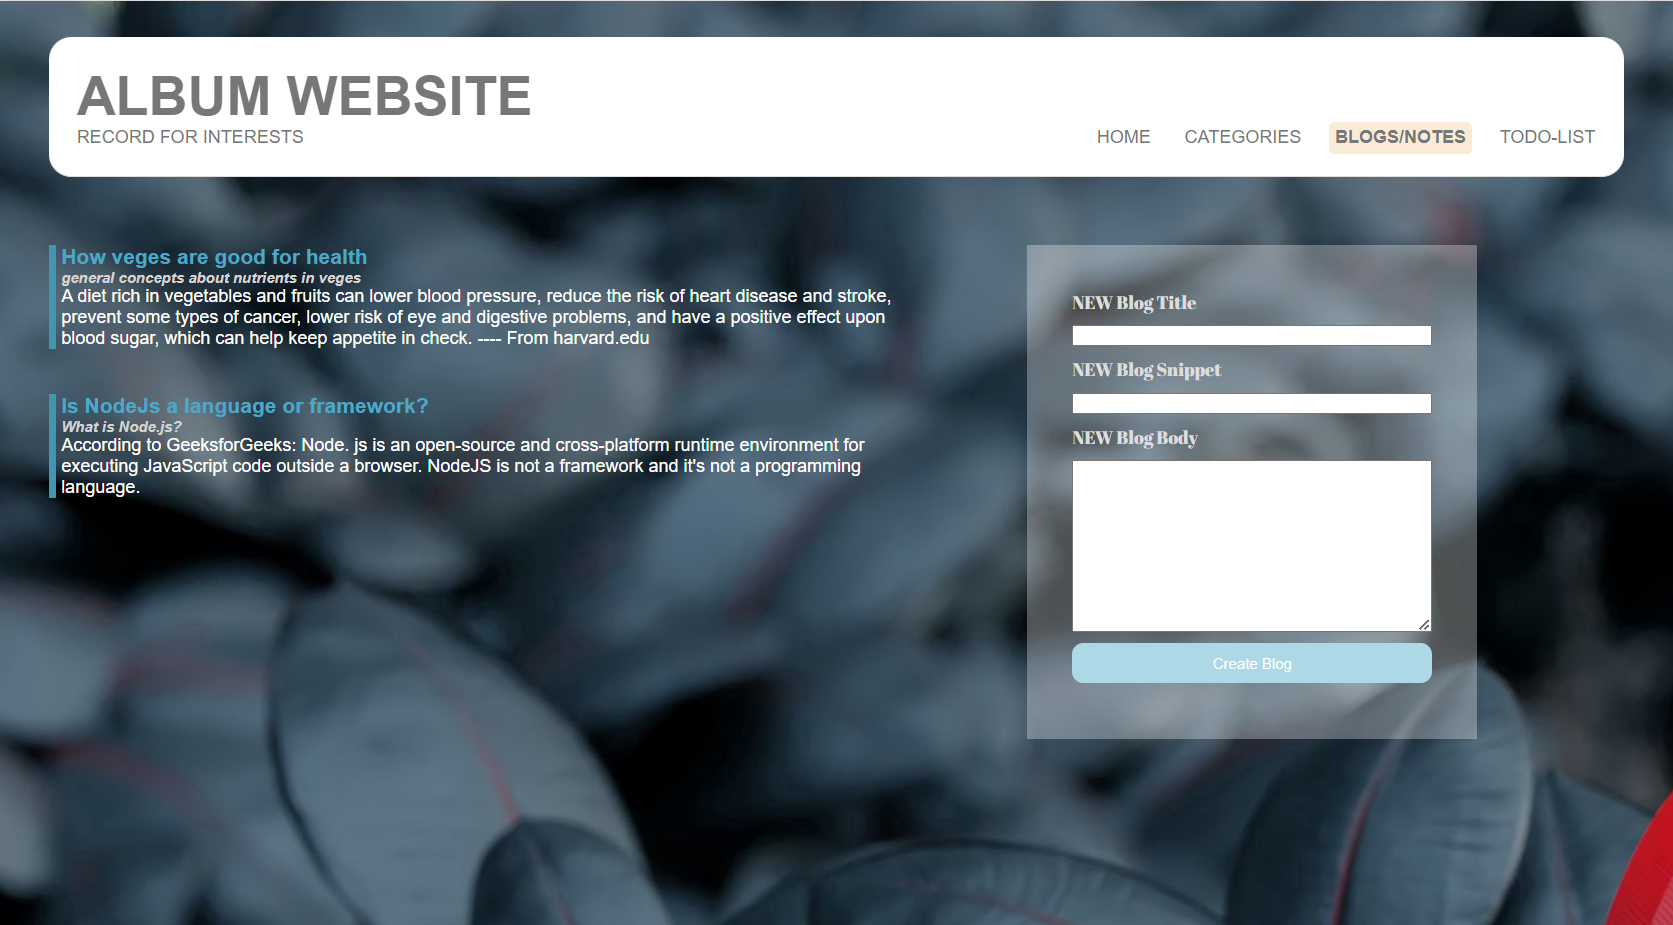 ALBUM WEBSITE
RECORD FOR INTERESTS
HOME CATEGORIES BLOGS/NOTES TODO-LIST
How veges are good for health
general concepts about nutrients in veges
A diet rich in vegetables and fruits can lower blood pressure, reduce the risk of heart disease and stroke,
prevent some types of cancer, lower risk of eye and digestive problems, and have a positive effect upon
blood sugar, which can help keep appetite in check. ---- From harvard.edu
Is NodeJs a language or framework?
What is Node.js?
According to GeeksforGeeks: Node. js is an open-source and cross-platform runtime environment for
executing JavaScript code outside a browser. NodeJS is not a framework and it's not a programming
language.
NEW Blog Title
NEW Blog Snippet
NEW Blog Body
Create Blog